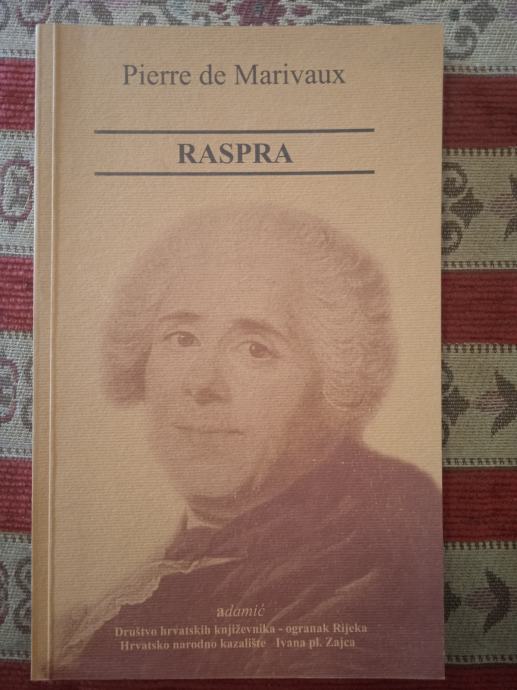 Pierre de Marivaux
RASPRA
adamić
Društvo hrvatskih književnika - ogranak Rijeka
Hrvatsko narodno kazalište Ivana pl. Zajca